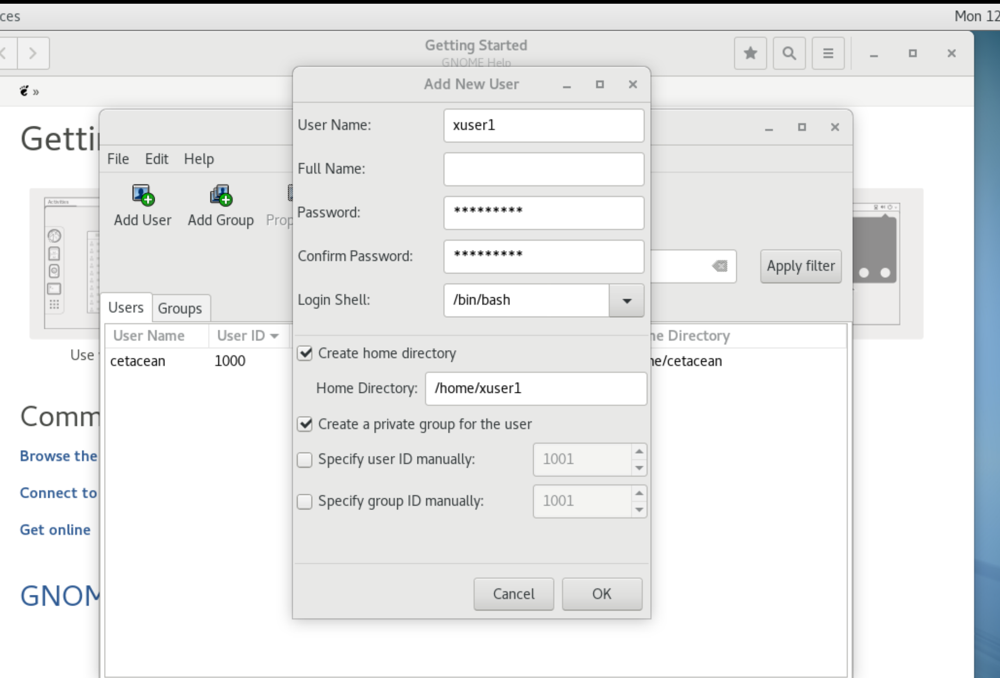 ces
Mon 12
Getting Started
GNOME Help
»
Add New User
Getti
User Name:
xuser1
File Edit Help
Full Name:
Activities
Add User Add Group Prop
Password:
*********
Confirm Password:
*********
Apply filter
Login Shell:
/bin/bash
Users Groups
User Name User ID
ne Directory
Use
cetacean 1000
ne/cetacean
Create home directory
Home Directory:
/home/xuser1
Comm
Create a private group for the user
Browse the
Specify user ID manually:
1001
Connect to
Specify group ID manually:
1001
Get online
GNOM
Cancel
OK